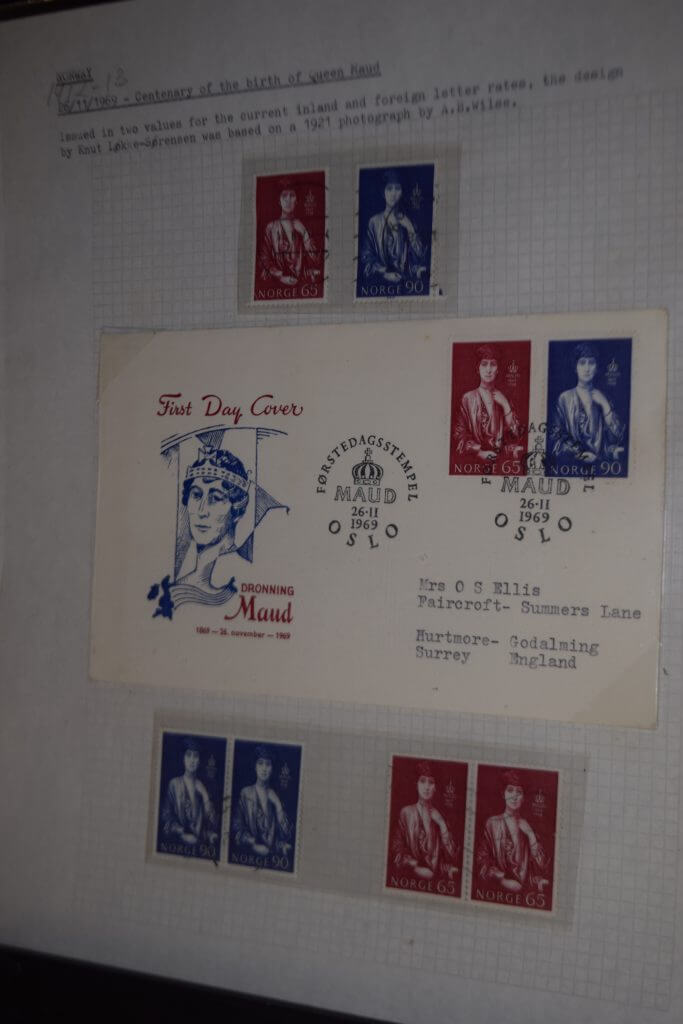 NORWAY
26/11/1969 - Centenary of the birth of Queen Maud
Issued in two values for the current inland and foreign letter rates, the design
by Knut Løkke-Sørensen was based on a 1921 photograph by A.B.Wilse.
NORGE 65
NORGE 90
First Day Cover
DRONNING
Maud
1869 — 26. november — 1969
FØRSTEDAGSSTEMPEL
MAUD
26-11
1969
OSLO
NORGE 65
NORGE 90
FØRSTEDAGSSTEMPEL
MAUD
26-11
1969
OSLO
Mrs O S Ellis
Faircroft- Summers Lane
Hurtmore- Godalming
Surrey England
NORGE 90
NORGE 90
NORGE 65
NORGE 65